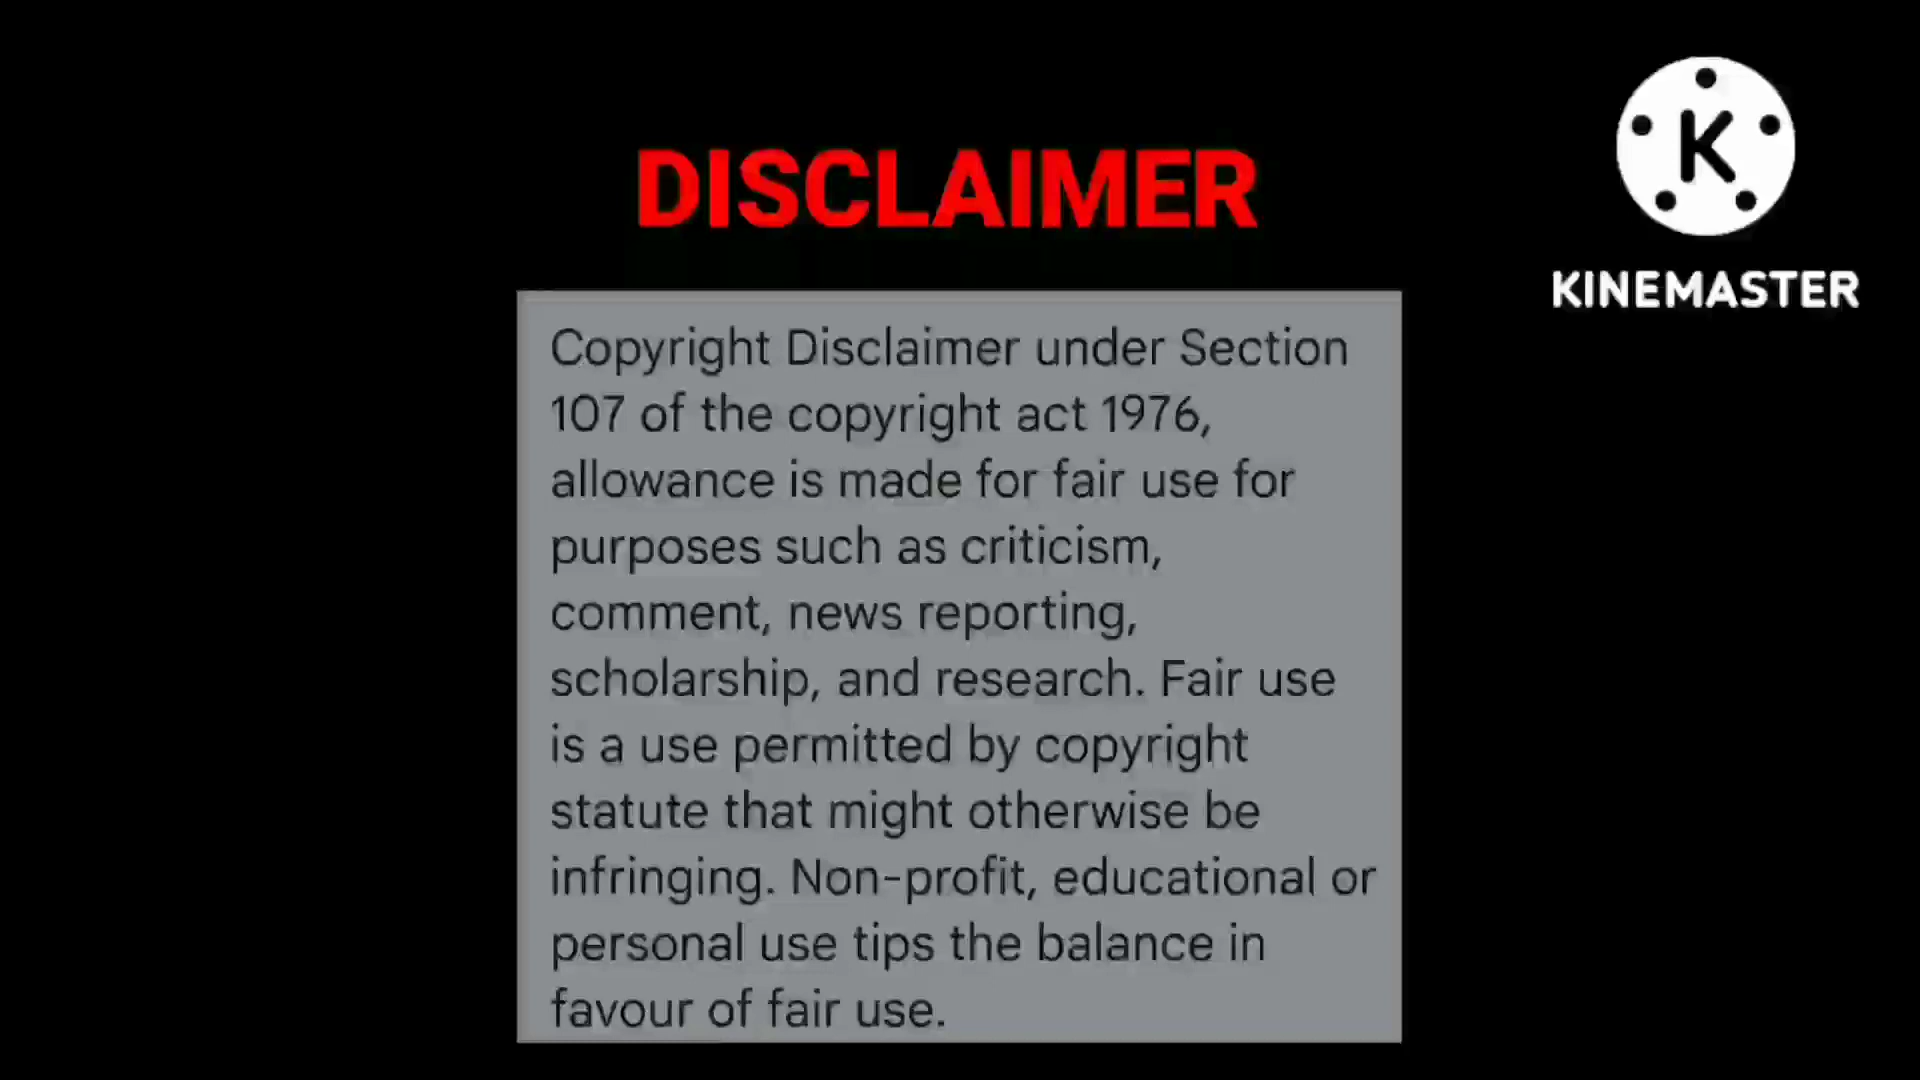 DISCLAIMER
K
KINEMASTER
Copyright Disclaimer under Section
107 of the copyright act 1976,
allowance is made for fair use for
purposes such as criticism,
comment, news reporting,
scholarship, and research. Fair use
is a use permitted by copyright
statute that might otherwise be
infringing. Non-profit, educational or
personal use tips the balance in
favour of fair use.